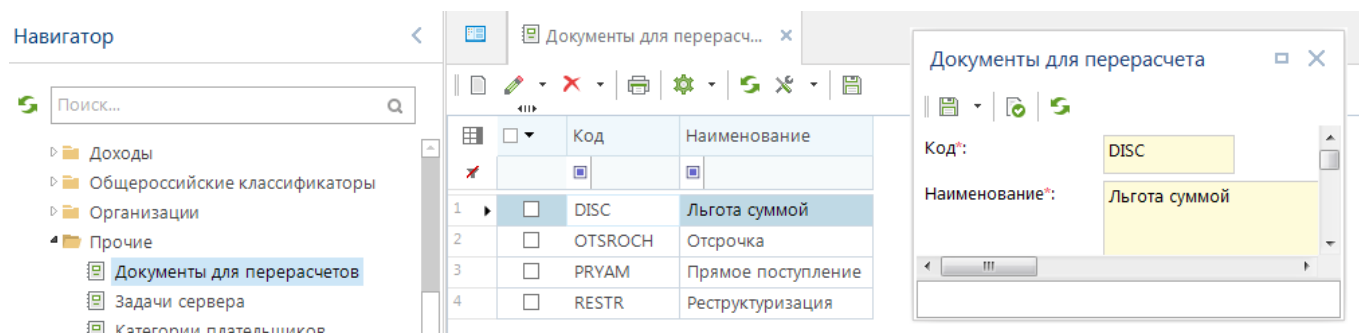 Навигатор
Поиск...
Доходы
Общероссийские классификаторы
Организации
Прочие
Документы для перерасчетов
Задачи сервера
Категории плательщиков
Документы для перерасч...
Код Наименование
1 DISC Льгота суммой
2 OTSROCH Отсрочка
3 PRYAM Прямое поступление
4 RESTR Реструктуризация
Документы для перерасчета
Код*: DISC
Наименование*: Льгота суммой